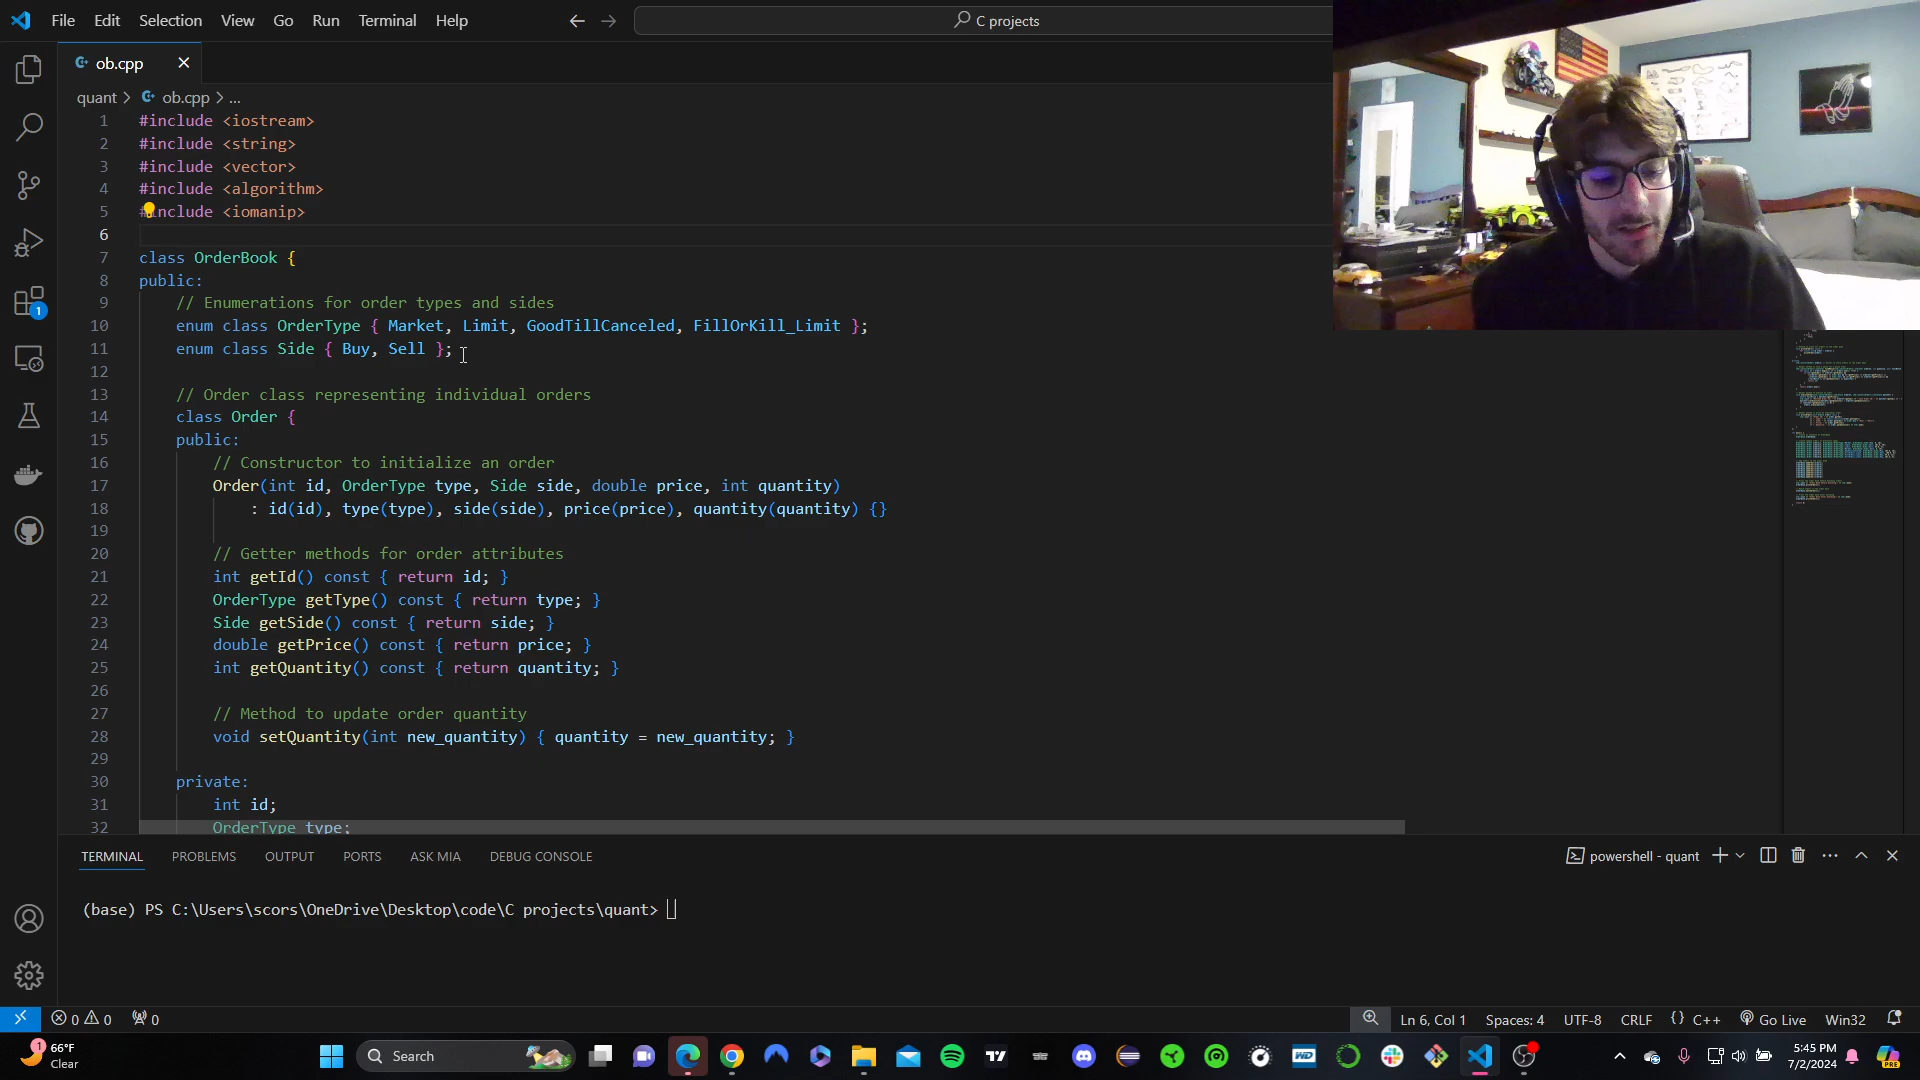 File Edit Selection View Go Run Terminal Help
C projects
ob.cpp
quant > ob.cpp > ...
1 #include <iostream>
2 #include <string>
3 #include <vector>
4 #include <algorithm>
5 #include <iomanip>
6
7 class OrderBook {
8 public:
9 // Enumerations for order types and sides
10 enum class OrderType { Market, Limit, GoodTillCanceled, FillOrKill_Limit };
11 enum class Side { Buy, Sell };
12
13 // Order class representing individual orders
14 class Order {
15 public:
16 // Constructor to initialize an order
17 Order(int id, OrderType type, Side side, double price, int quantity)
18 : id(id), type(type), side(side), price(price), quantity(quantity) {}
19
20 // Getter methods for order attributes
21 int getId() const { return id; }
22 OrderType getType() const { return type; }
23 Side getSide() const { return side; }
24 double getPrice() const { return price; }
25 int getQuantity() const { return quantity; }
26
27 // Method to update order quantity
28 void setQuantity(int new_quantity) { quantity = new_quantity; }
29
30 private:
31 int id;
32 OrderType type;
1
TERMINAL PROBLEMS OUTPUT PORTS ASK MIA DEBUG CONSOLE
powershell - quant
(base) PS C:\Users\scors\OneDrive\Desktop\code\C projects\quant>
0 0 0
Ln 6, Col 1 Spaces: 4 UTF-8 CRLF {} C++ Go Live Win32
1
66°F
Clear
Search
WD
PRE
5:45 PM
7/2/2024